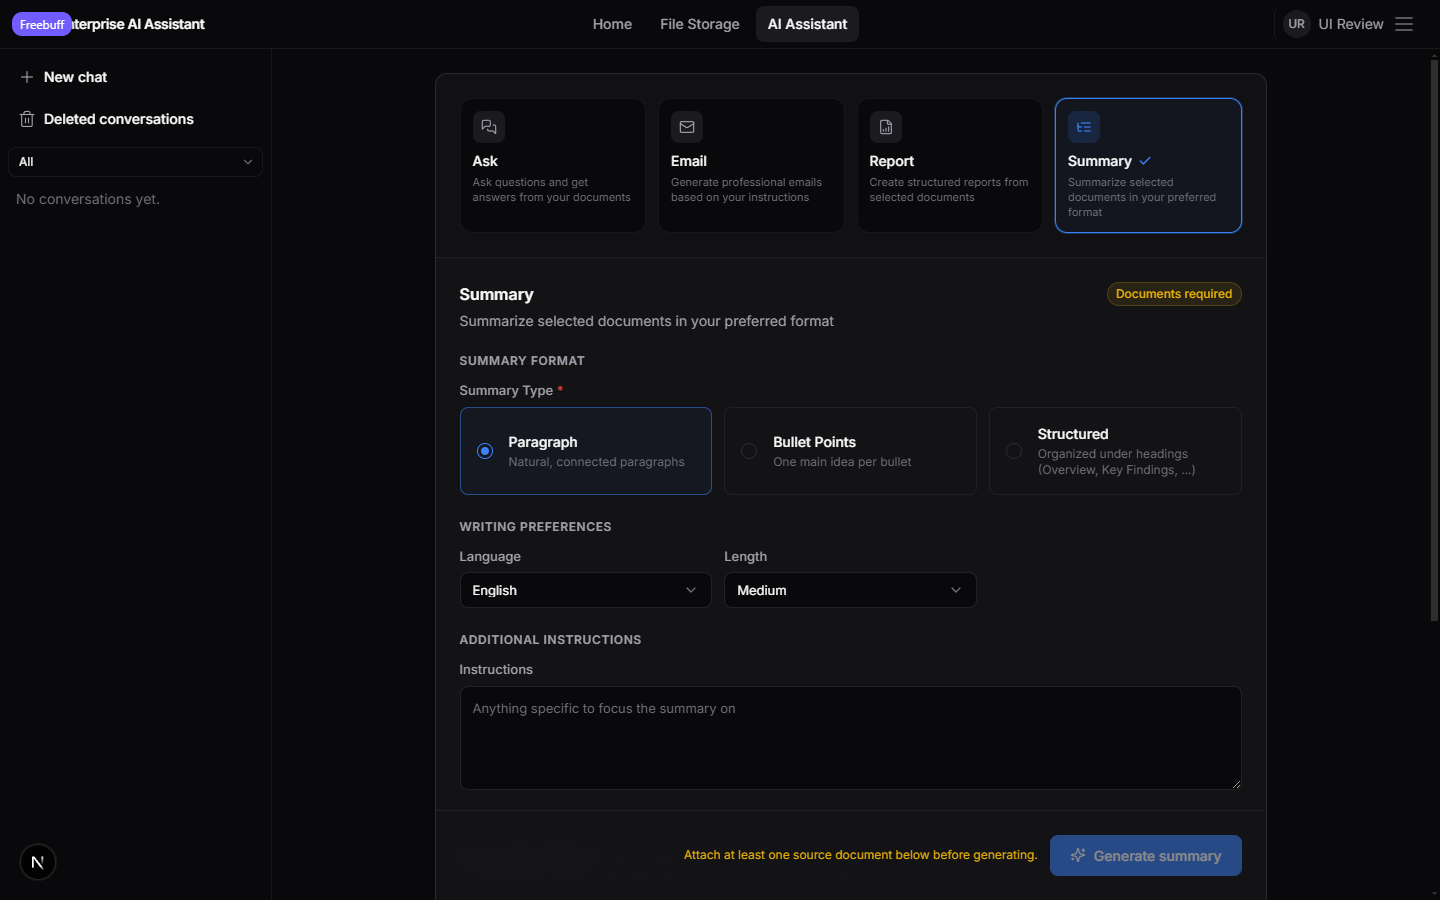 Freebuff
nterprise AI Assistant
Home
File Storage
AI Assistant
UR
UI Review
New chat
Deleted conversations
All
No conversations yet.
Ask
Ask questions and get
answers from your documents
Email
Generate professional emails
based on your instructions
Report
Create structured reports from
selected documents
Summary
Summarize selected
documents in your preferred
format
Summary
Documents required
Summarize selected documents in your preferred format
SUMMARY FORMAT
Summary Type *
Paragraph
Natural, connected paragraphs
Bullet Points
One main idea per bullet
Structured
Organized under headings
(Overview, Key Findings, ...)
WRITING PREFERENCES
Language
Length
English
Medium
ADDITIONAL INSTRUCTIONS
Instructions
Anything specific to focus the summary on
Attach at least one source document below before generating.
Generate summary
N